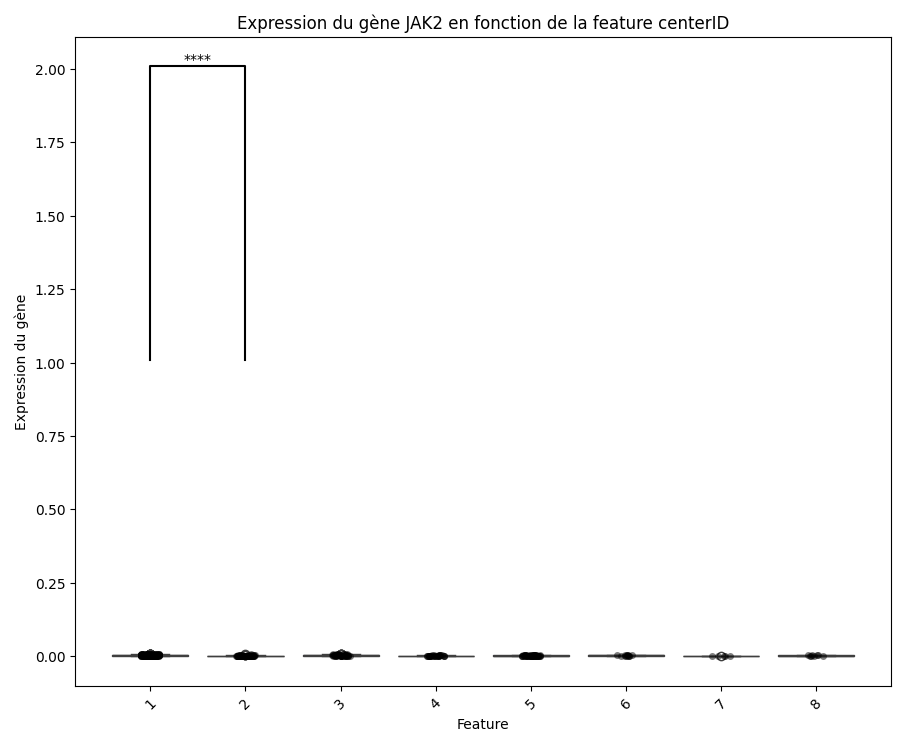 Expression du gène JAK2 en fonction de la feature centerID
****
2.00
1.75
1.50
1.25
1.00
0.75
0.50
0.25
0.00
Expression du gène
1 2 3 4 5 6 7 8
Feature